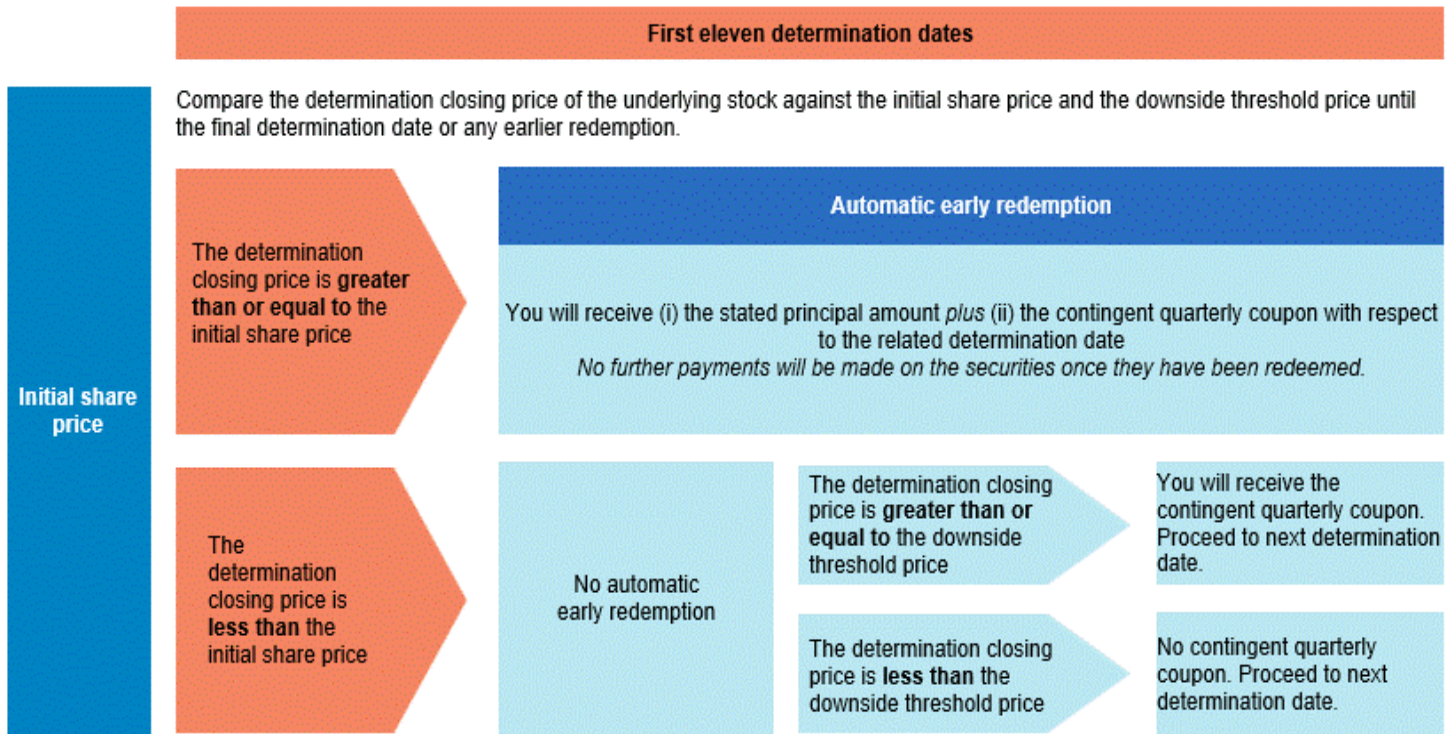 First eleven determination dates
Compare the determination closing price of the underlying stock against the initial share price and the downside threshold price until
the final determination date or any earlier redemption.
Initial share
price
The determination
closing price is greater
than or equal to the
initial share price
Automatic early redemption
You will receive (i) the stated principal amount plus (ii) the contingent quarterly coupon with respect
to the related determination date
No further payments will be made on the securities once they have been redeemed.
The
determination
closing price is
less than the
initial share price
No automatic
early redemption
The determination closing
price is greater than or
equal to the downside
threshold price
You will receive the
contingent quarterly coupon.
Proceed to next determination
date.
The determination closing
price is less than the
downside threshold price
No contingent quarterly
coupon. Proceed to next
determination date.